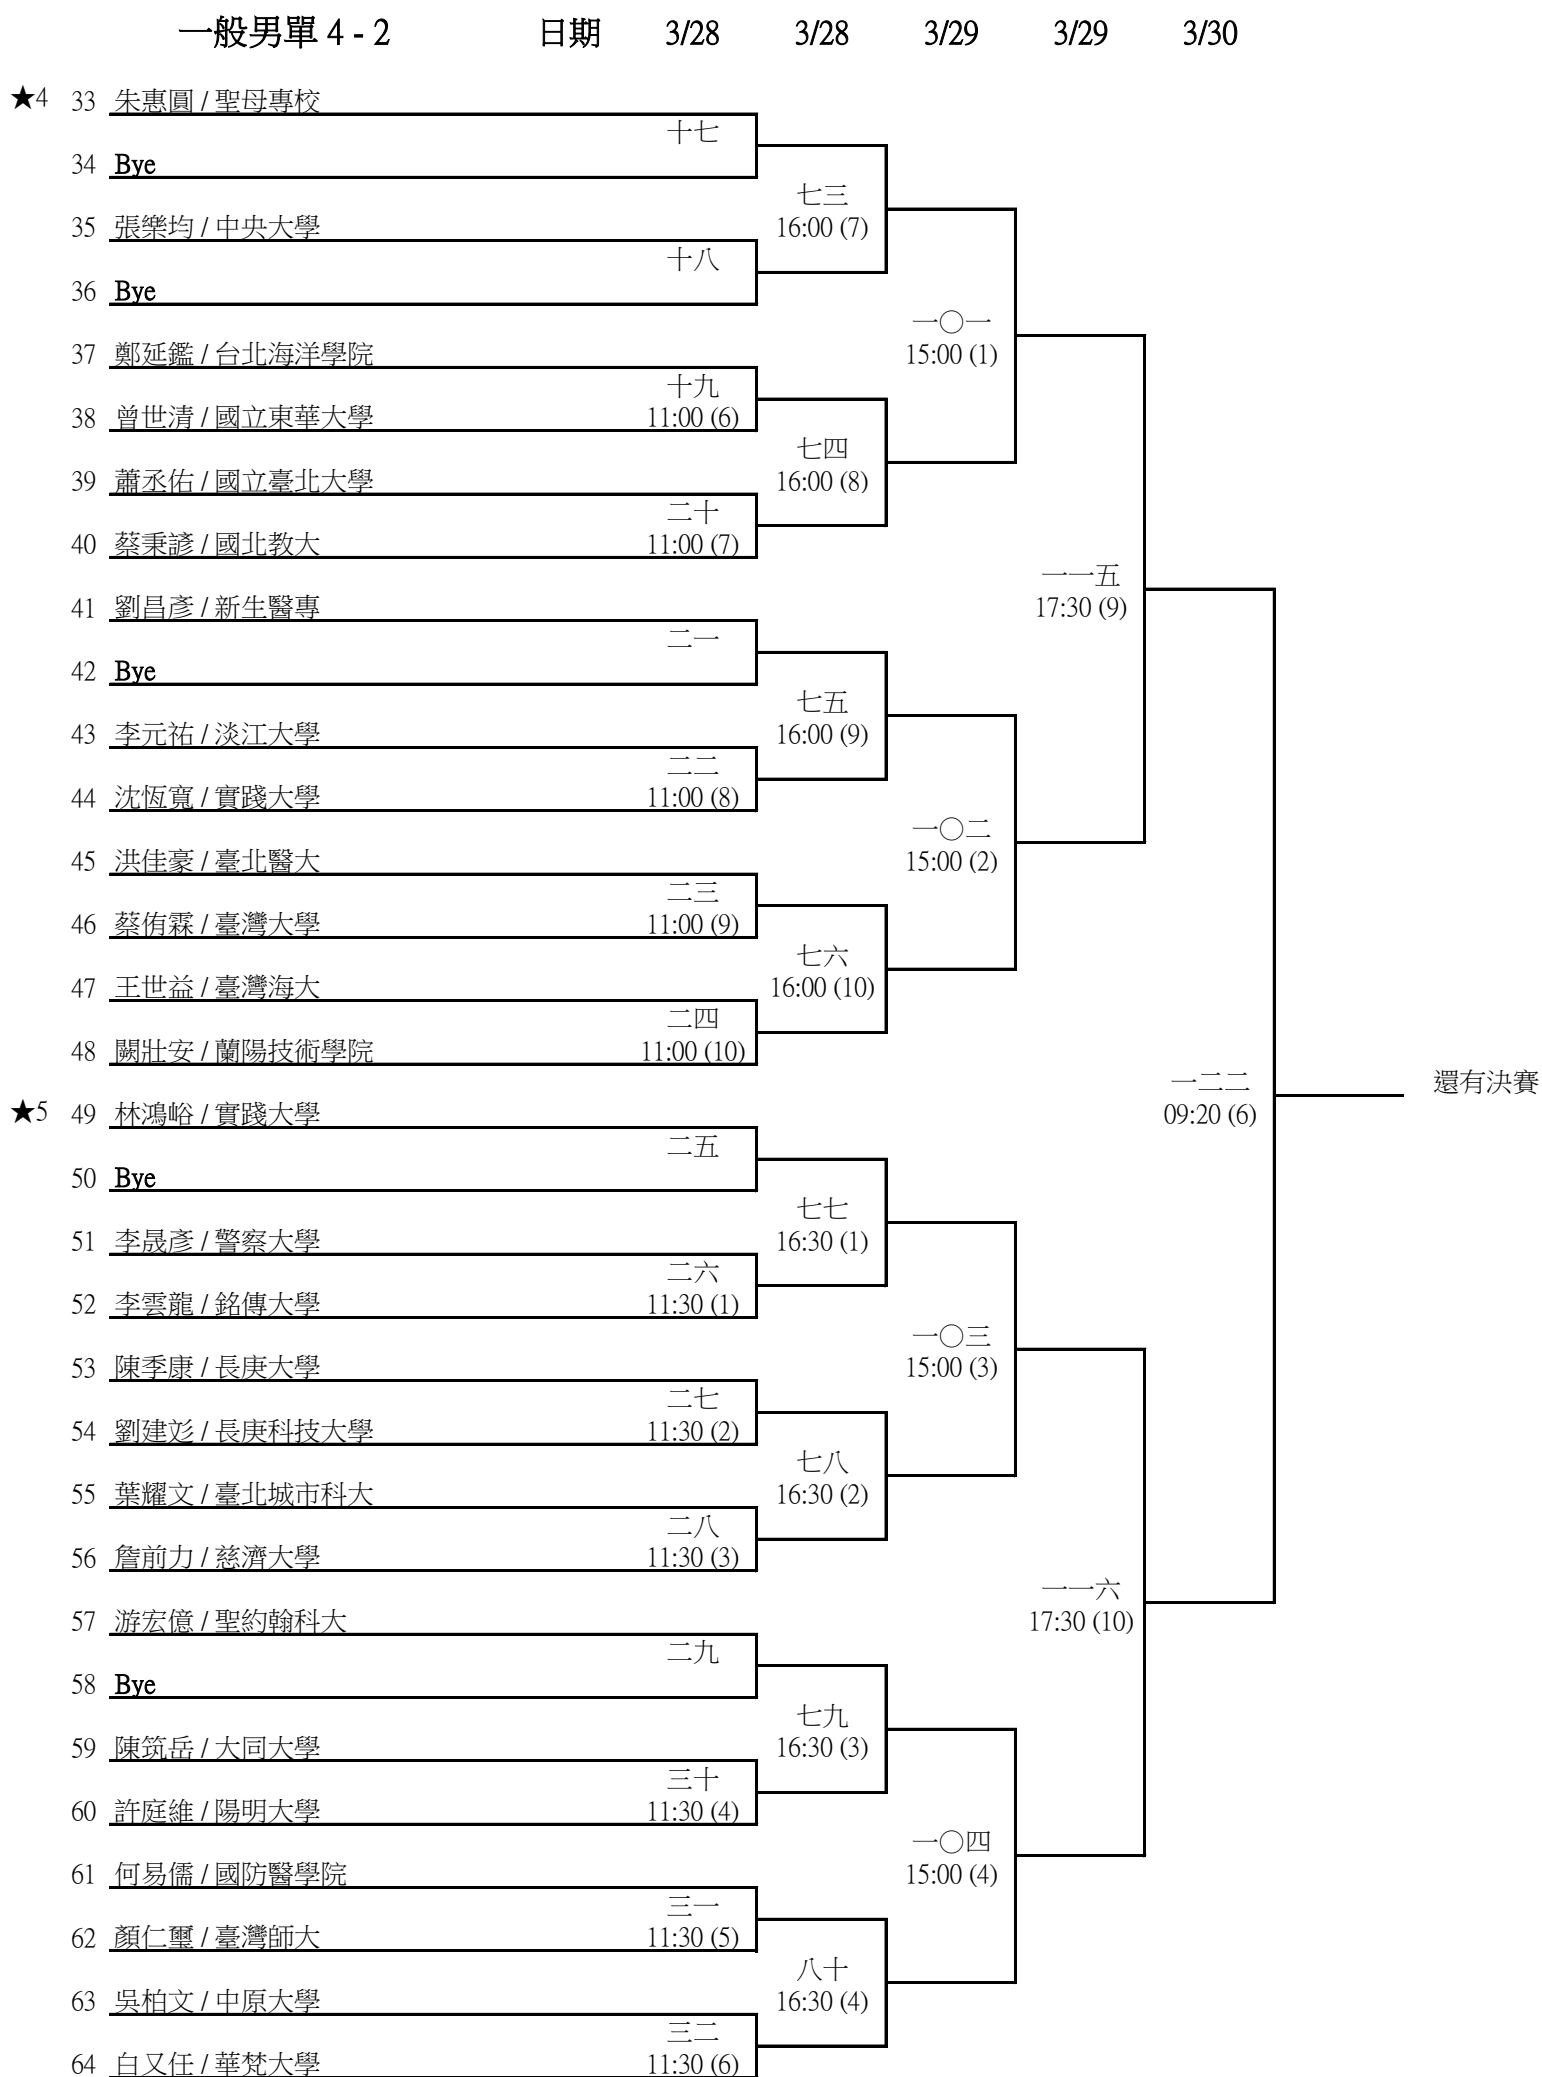 一般男單 4 - 2 日期 3/28 3/28 3/29 3/29 3/30
★4 33 朱惠圓 / 聖母專校
十七
34 Bye
七三
35 張樂均 / 中央大學 16:00 (7)
十八
36 Bye
一〇一
37 鄭延鑑 / 台北海洋學院 15:00 (1)
十九
38 曾世清 / 國立東華大學 11:00 (6)
七四
39 蕭丞佑 / 國立臺北大學 16:00 (8)
二十
40 蔡秉諺 / 國北教大 11:00 (7)
一一五
41 劉昌彥 / 新生醫專 17:30 (9)
二一
42 Bye
七五
43 李元祐 / 淡江大學 16:00 (9)
二二
44 沈恆寬 / 實踐大學 11:00 (8)
一〇二
45 洪佳豪 / 臺北醫大 15:00 (2)
二三
46 蔡侑霖 / 臺灣大學 11:00 (9)
七六
47 王世益 / 臺灣海大 16:00 (10)
二四
48 闕壯安 / 蘭陽技術學院 11:00 (10)
一二二 還有決賽
★5 49 林鴻峪 / 實踐大學 09:20 (6)
二五
50 Bye
七七
51 李晟彥 / 警察大學 16:30 (1)
二六
52 李雲龍 / 銘傳大學 11:30 (1)
一〇三
53 陳季康 / 長庚大學 15:00 (3)
二七
54 劉建彣 / 長庚科技大學 11:30 (2)
七八
55 葉耀文 / 臺北城市科大 16:30 (2)
二八
56 詹前力 / 慈濟大學 11:30 (3)
一一六
57 游宏億 / 聖約翰科大 17:30 (10)
二九
58 Bye
七九
59 陳筑岳 / 大同大學 16:30 (3)
三十
60 許庭維 / 陽明大學 11:30 (4)
一〇四
61 何易儒 / 國防醫學院 15:00 (4)
三一
62 顏仁璽 / 臺灣師大 11:30 (5)
八十
63 吳柏文 / 中原大學 16:30 (4)
三二
64 白又任 / 華梵大學 11:30 (6)